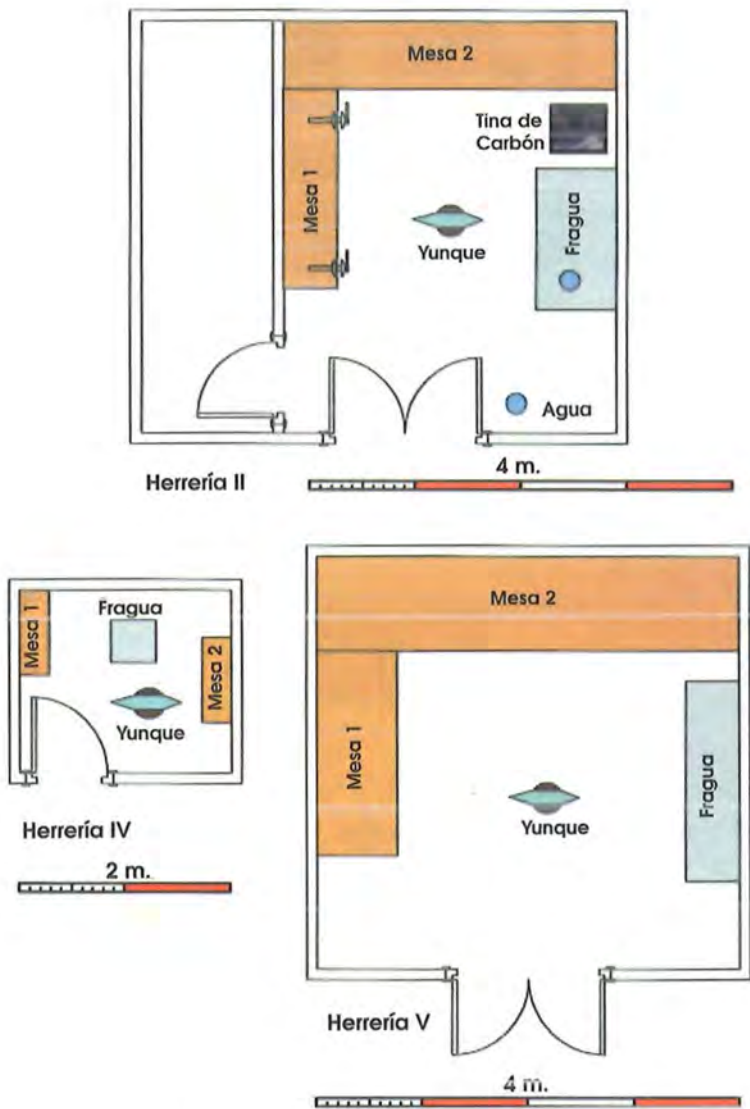 Mesa 2
Tina de
Carbón
Mesa 1
Fragua
Yunque
Agua
Herrería II
4 m.
Mesa 1
Fragua
Mesa 2
Yunque
Herrería IV
2 m.
Mesa 2
Mesa 1
Fragua
Yunque
Herrería V
4 m.